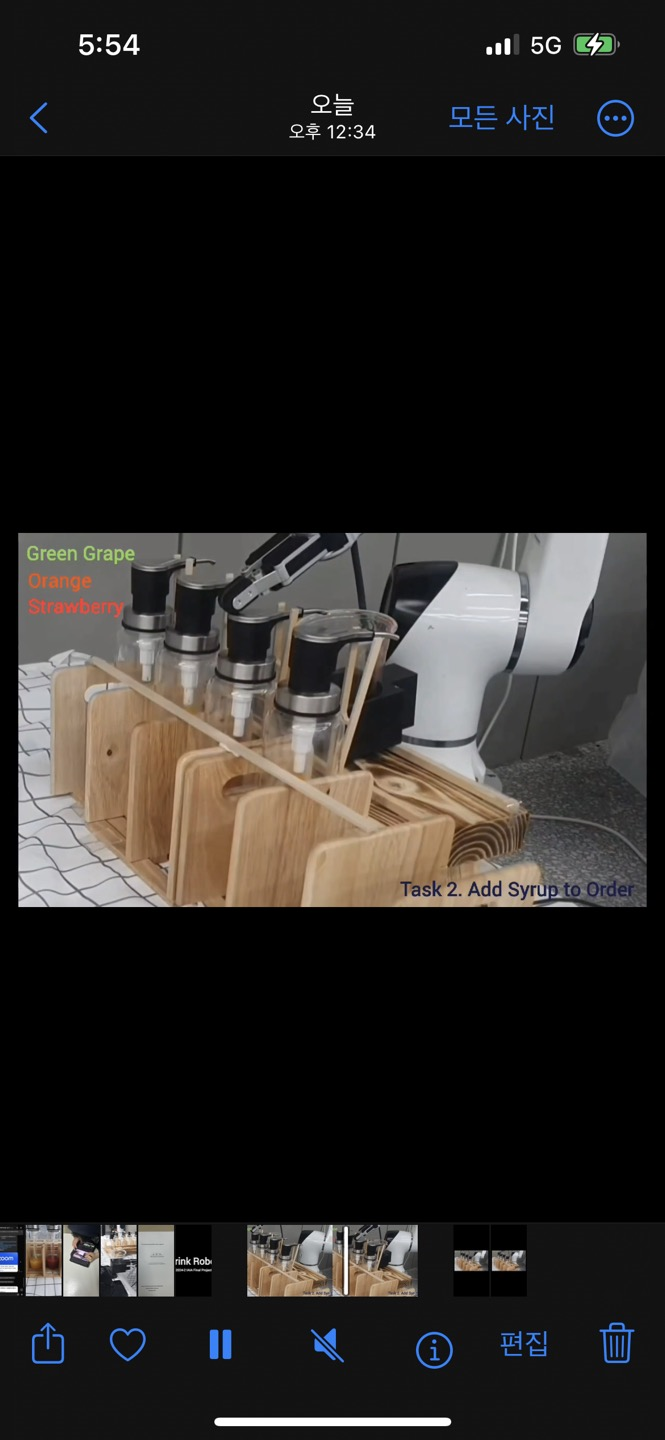 5:54
5G
오늘
오후 12:34
모든 사진
Green Grape
Orange
Strawberry
Task 2. Add Syrup to Order
zoom
편집